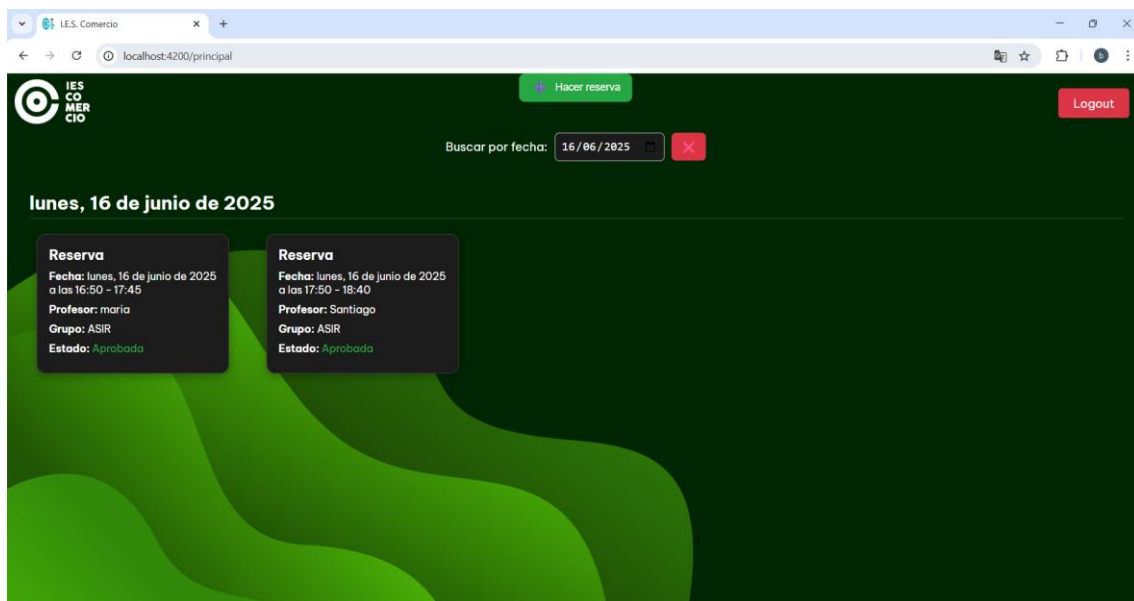 I.E.S. Comercio
localhost:4200/principal
b
IES
CO
MER
CIO
Hacer reserva
Logout
Buscar por fecha: 16/06/2025
lunes, 16 de junio de 2025
Reserva
Fecha: lunes, 16 de junio de 2025
a las 16:50 - 17:45
Profesor: maria
Grupo: ASIR
Estado: Aprobada
Reserva
Fecha: lunes, 16 de junio de 2025
a las 17:50 - 18:40
Profesor: Santiago
Grupo: ASIR
Estado: Aprobada